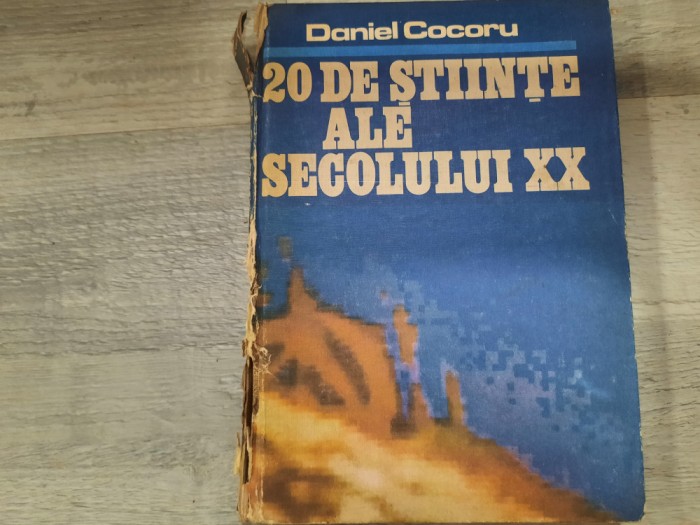 Daniel Cocoru
20 DE ȘTIINȚE
ALE
SECOLULUI XX